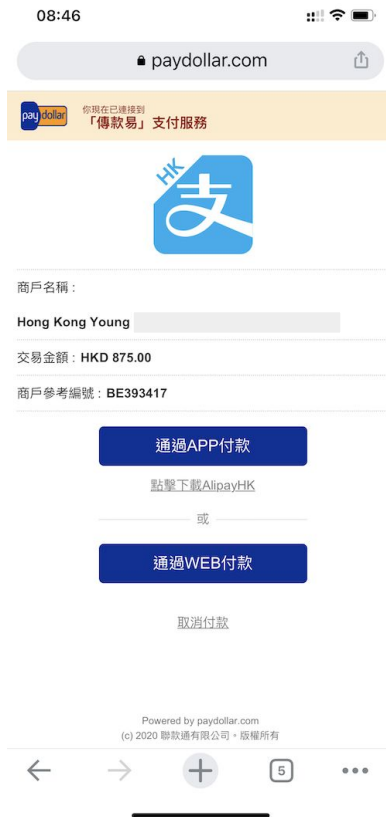 08:46
paydollar.com
pay dollar
你現在已連接到
「傳款易」支付服務
HK
支
商戶名稱 :
Hong Kong Young
交易金額 : HKD 875.00
商戶參考編號 : BE393417
通過APP付款
點擊下載AlipayHK
或
通過WEB付款
取消付款
Powered by paydollar.com
(c) 2020 聯款通有限公司。版權所有
5